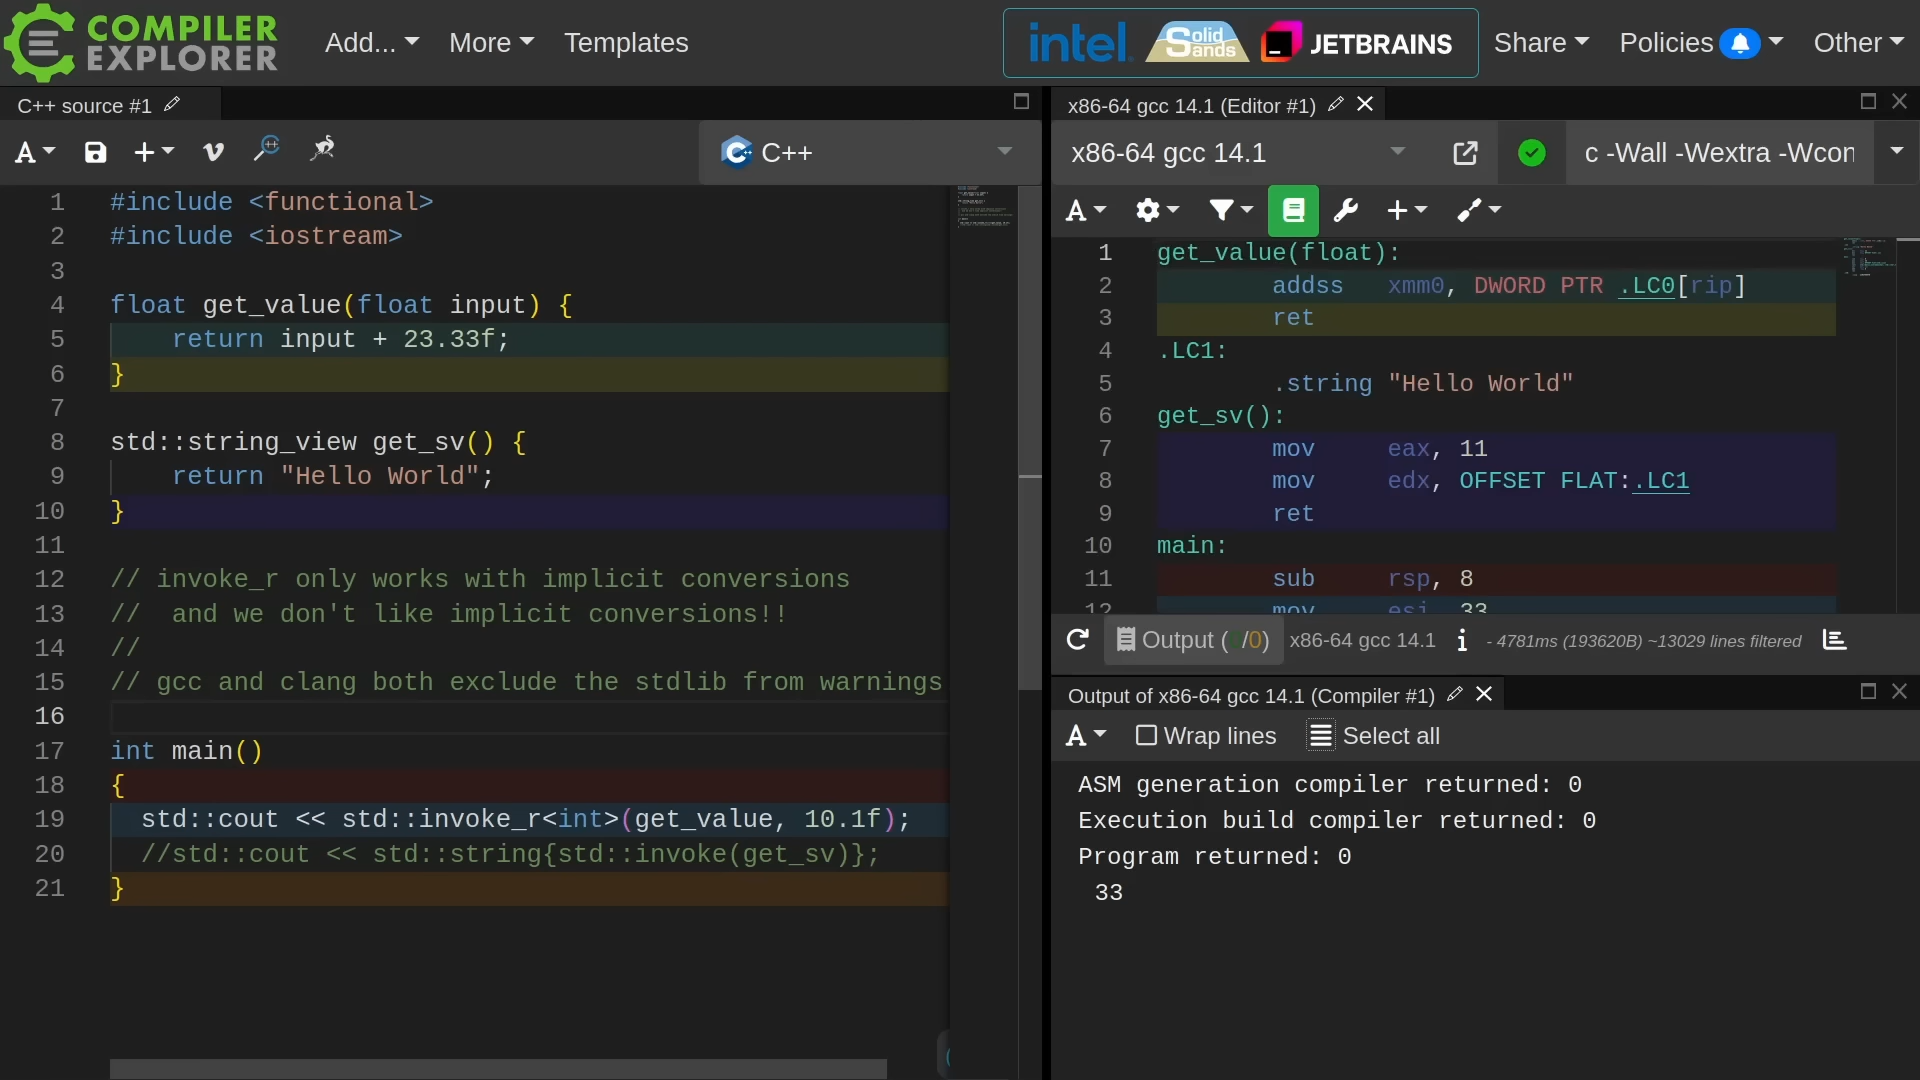 COMPILER EXPLORER
Add... More Templates
intel. Solid Sands JETBRAINS
Share Policies Other
C++ source #1
A + C++
1 #include <functional>
2 #include <iostream>
3
4 float get_value(float input) {
5 return input + 23.33f;
6 }
7
8 std::string_view get_sv() {
9 return "Hello World";
10 }
11
12 // invoke_r only works with implicit conversions
13 // and we don't like implicit conversions!!
14 //
15 // gcc and clang both exclude the stdlib from warnings
16
17 int main()
18 {
19 std::cout << std::invoke_r<int>(get_value, 10.1f);
20 //std::cout << std::string{std::invoke(get_sv)};
21 }
x86-64 gcc 14.1 (Editor #1)
x86-64 gcc 14.1 c -Wall -Wextra -Wcon
A +
1 get_value(float):
2 addss xmm0, DWORD PTR .LC0[rip]
3 ret
4 .LC1:
5 .string "Hello World"
6 get_sv():
7 mov eax, 11
8 mov edx, OFFSET FLAT:.LC1
9 ret
10 main:
11 sub rsp, 8
12 mov esi, 33
Output ( /0) x86-64 gcc 14.1 i - 4781ms (193620B) ~13029 lines filtered
Output of x86-64 gcc 14.1 (Compiler #1)
A Wrap lines Select all
ASM generation compiler returned: 0
Execution build compiler returned: 0
Program returned: 0
33